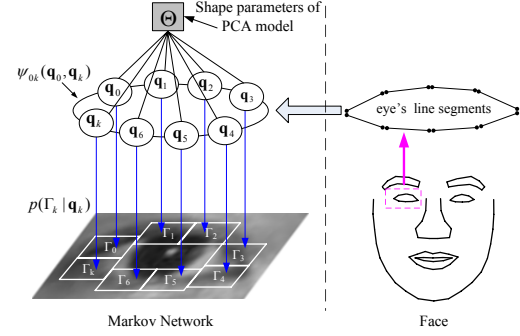 Θ
Shape parameters of
PCA model
ψ₀ₖ(q₀,qₖ)
q₀
q₁
q₂
q₃
qₖ
q₆
q₅
q₄
eye's line segments
p(Γₖ|qₖ)
Γ₀
Γ₁
Γ₂
Γ₃
Γₖ
Γ₆
Γ₅
Γ₄
Markov Network
Face